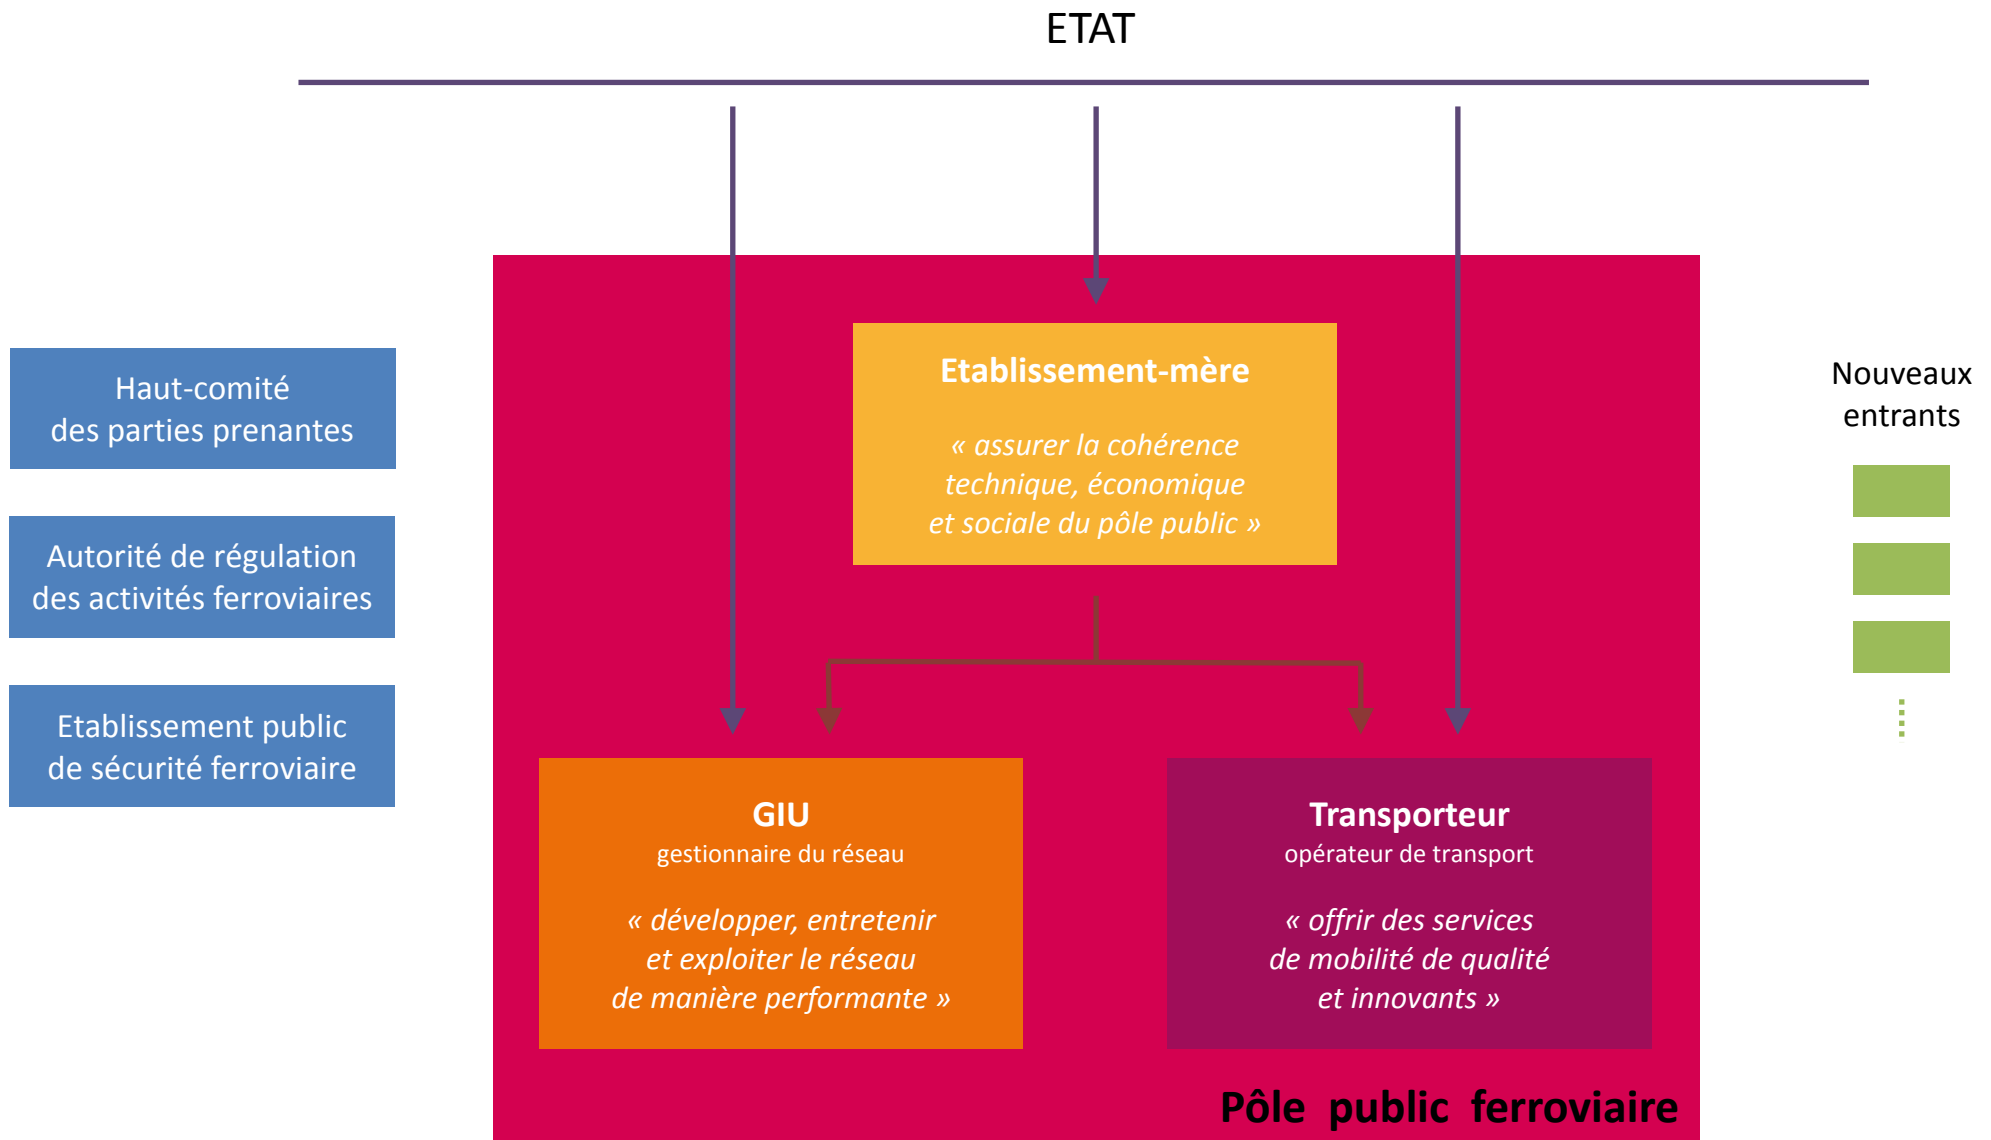 ETAT
Haut-comité
des parties prenantes
Autorité de régulation
des activités ferroviaires
Etablissement public
de sécurité ferroviaire
Etablissement-mère
« assurer la cohérence
technique, économique
et sociale du pôle public »
GIU
gestionnaire du réseau
« développer, entretenir
et exploiter le réseau
de manière performante »
Transporteur
opérateur de transport
« offrir des services
de mobilité de qualité
et innovants »
Pôle public ferroviaire
Nouveaux
entrants